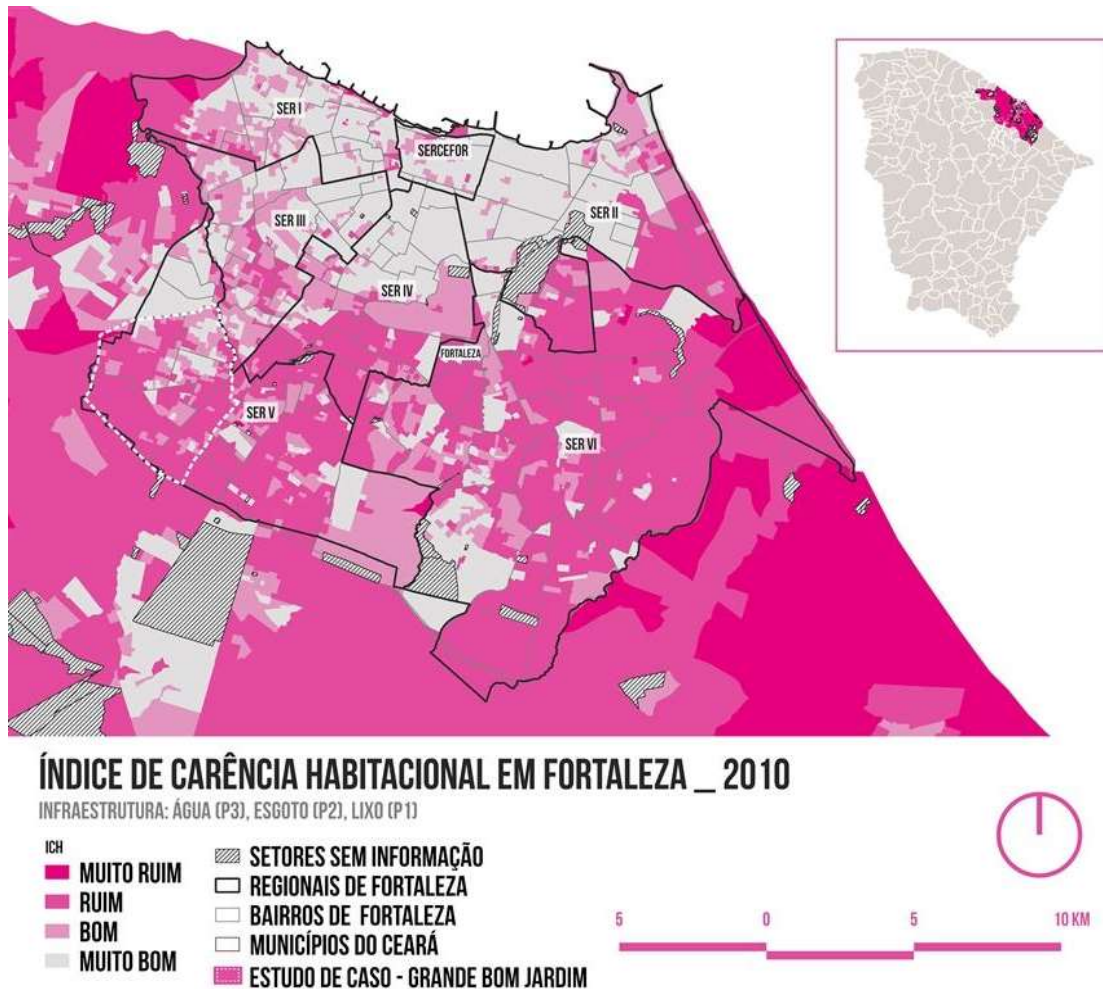 SER I
SERCEFOR
SER III
SER II
SER IV
FORTALEZA
SER V
SER VI
ÍNDICE DE CARÊNCIA HABITACIONAL EM FORTALEZA _ 2010
INFRAESTRUTURA: ÁGUA (P3), ESGOTO (P2), LIXO (P1)
ICH
MUITO RUIM
RUIM
BOM
MUITO BOM
SETORES SEM INFORMAÇÃO
REGIONAIS DE FORTALEZA
BAIRROS DE FORTALEZA
MUNICÍPIOS DO CEARÁ
ESTUDO DE CASO - GRANDE BOM JARDIM
5 0 5 10 KM